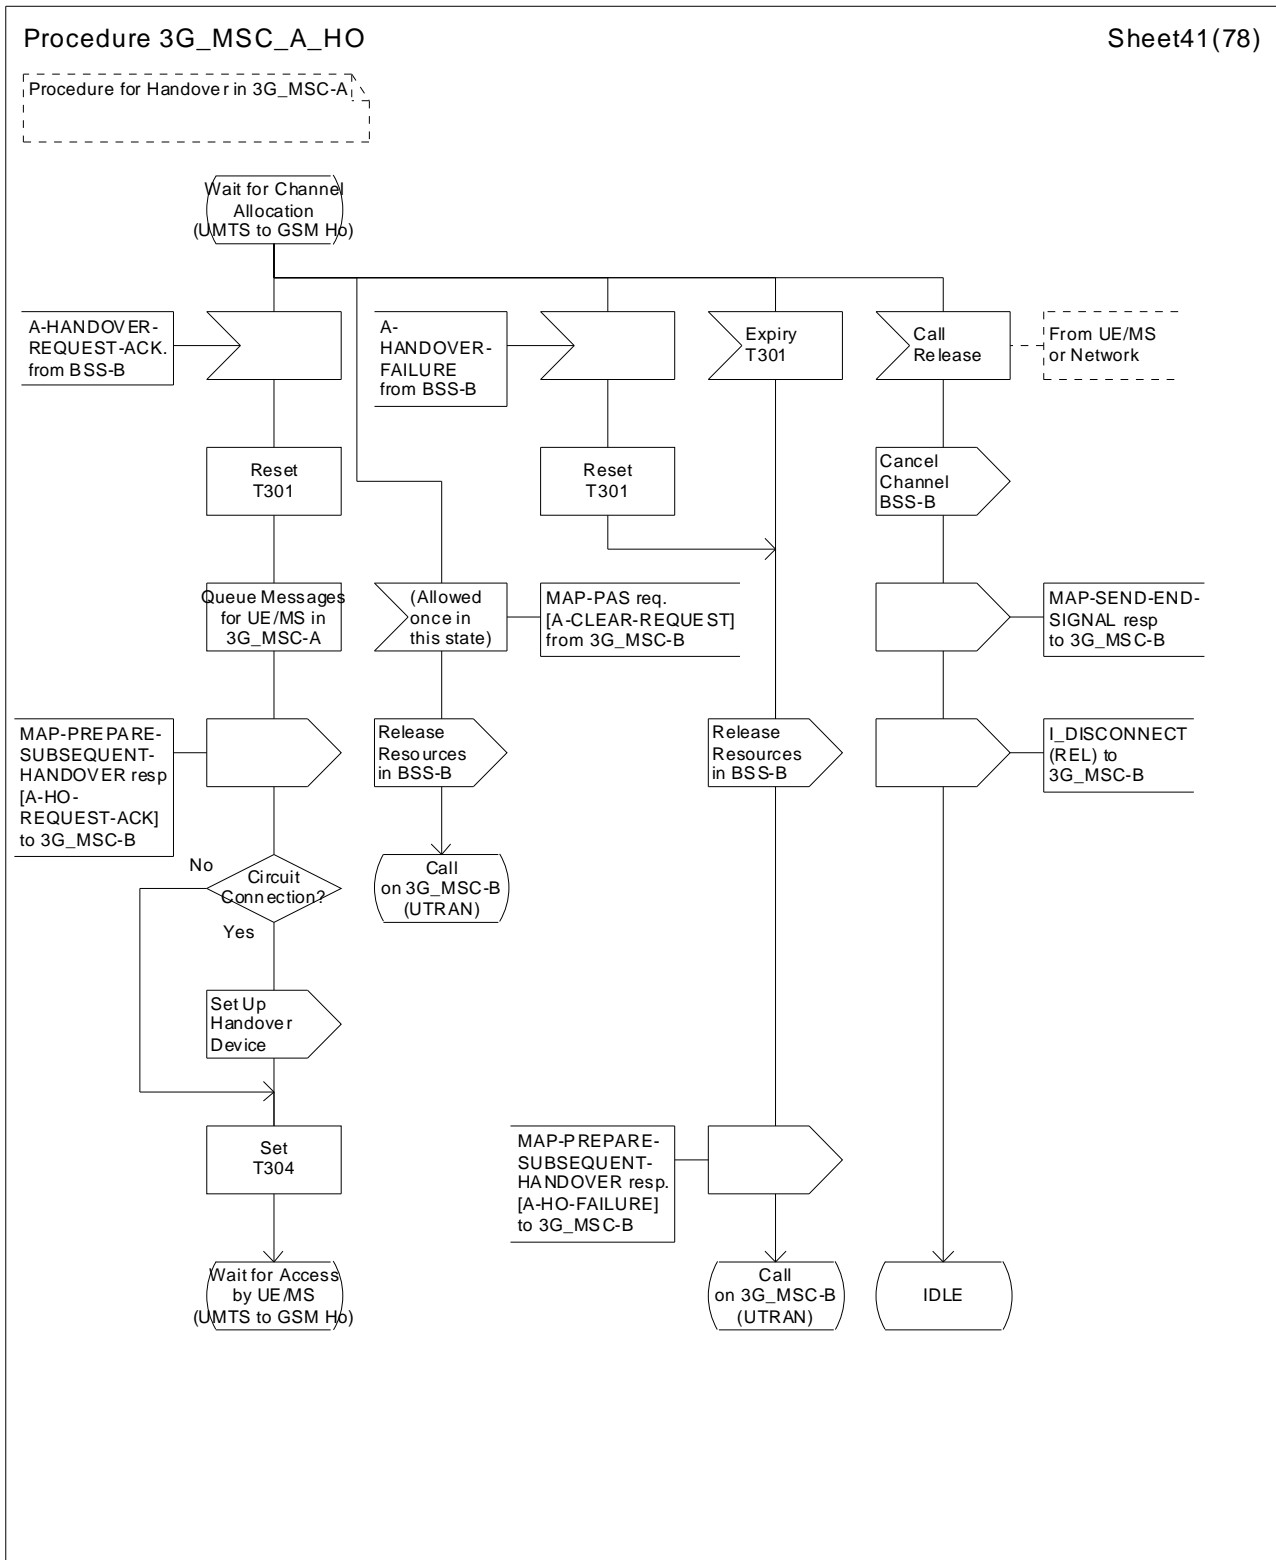 Procedure 3G_MSC_A_HO
Sheet41(78)
Procedure for Handover in 3G_MSC-A
Wait for Channel
Allocation
(UMTS to GSM Ho)
A-HANDOVER-
REQUEST-ACK.
from BSS-B
A-
HANDOVER-
FAILURE
from BSS-B
Expiry
T301
Call
Release
From UE/MS
or Network
Reset
T301
Reset
T301
Cancel
Channel
BSS-B
Queue Messages
for UE/MS in
3G_MSC-A
(Allowed
once in
this state)
MAP-PAS req.
[A-CLEAR-REQUEST]
from 3G_MSC-B
MAP-SEND-END-
SIGNAL resp
to 3G_MSC-B
MAP-PREPARE-
SUBSEQUENT-
HANDOVER resp
[A-HO-
REQUEST-ACK]
to 3G_MSC-B
Release
Resources
in BSS-B
Release
Resources
in BSS-B
I_DISCONNECT
(REL) to
3G_MSC-B
No
Circuit
Connection?
Yes
Call
on 3G_MSC-B
(UTRAN)
Set Up
Handover
Device
Set
T304
MAP-PREPARE-
SUBSEQUENT-
HANDOVER resp.
[A-HO-FAILURE]
to 3G_MSC-B
Wait for Access
by UE/MS
(UMTS to GSM Ho)
Call
on 3G_MSC-B
(UTRAN)
IDLE